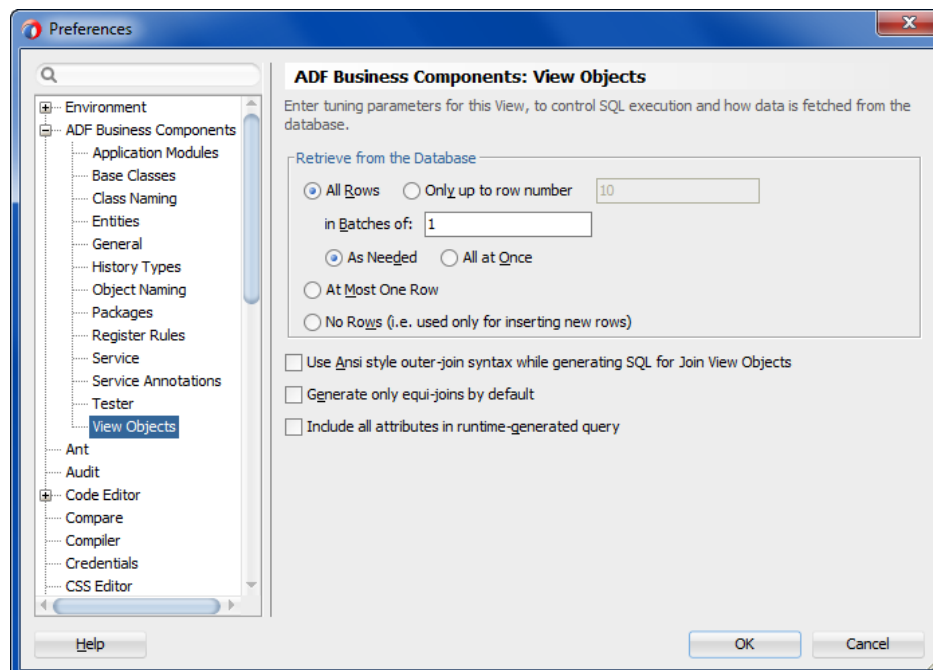 Preferences
X
Environment
ADF Business Components
Application Modules
Base Classes
Class Naming
Entities
General
History Types
Object Naming
Packages
Register Rules
Service
Service Annotations
Tester
View Objects
Ant
Audit
Code Editor
Compare
Compiler
Credentials
CSS Editor
ADF Business Components: View Objects
Enter tuning parameters for this View, to control SQL execution and how data is fetched from the
database.
Retrieve from the Database
All Rows Only up to row number 10
in Batches of: 1
As Needed All at Once
At Most One Row
No Rows (i.e. used only for inserting new rows)
Use Ansi style outer-join syntax while generating SQL for Join View Objects
Generate only equi-joins by default
Include all attributes in runtime-generated query
Help OK Cancel